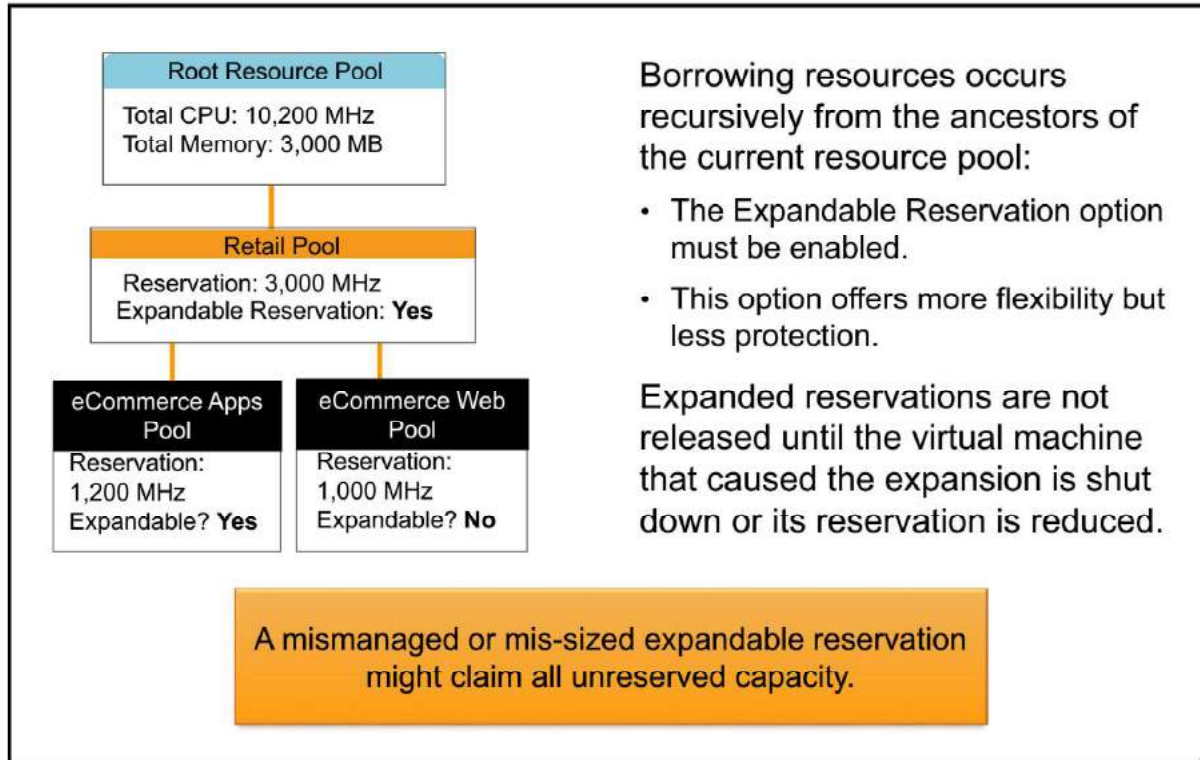 Root Resource Pool
Total CPU: 10,200 MHz
Total Memory: 3,000 MB
Retail Pool
Reservation: 3,000 MHz
Expandable Reservation: Yes
eCommerce Apps
Pool
Reservation:
1,200 MHz
Expandable? Yes
eCommerce Web
Pool
Reservation:
1,000 MHz
Expandable? No
Borrowing resources occurs
recursively from the ancestors of
the current resource pool:
• The Expandable Reservation option
must be enabled.
• This option offers more flexibility but
less protection.
Expanded reservations are not
released until the virtual machine
that caused the expansion is shut
down or its reservation is reduced.
A mismanaged or mis-sized expandable reservation
might claim all unreserved capacity.